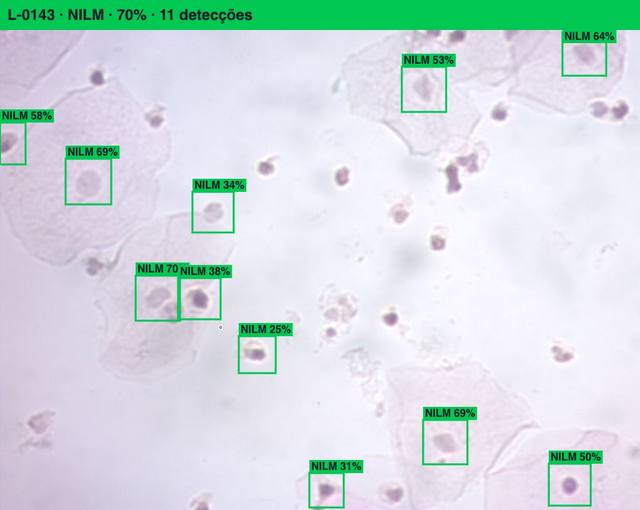 L-0143 · NILM · 70% · 11 detecções
NILM 64%
NILM 53%
NILM 58%
NILM 69%
NILM 34%
NILM 70
NILM 38%
NILM 25%
NILM 69%
NILM 50%
NILM 31%